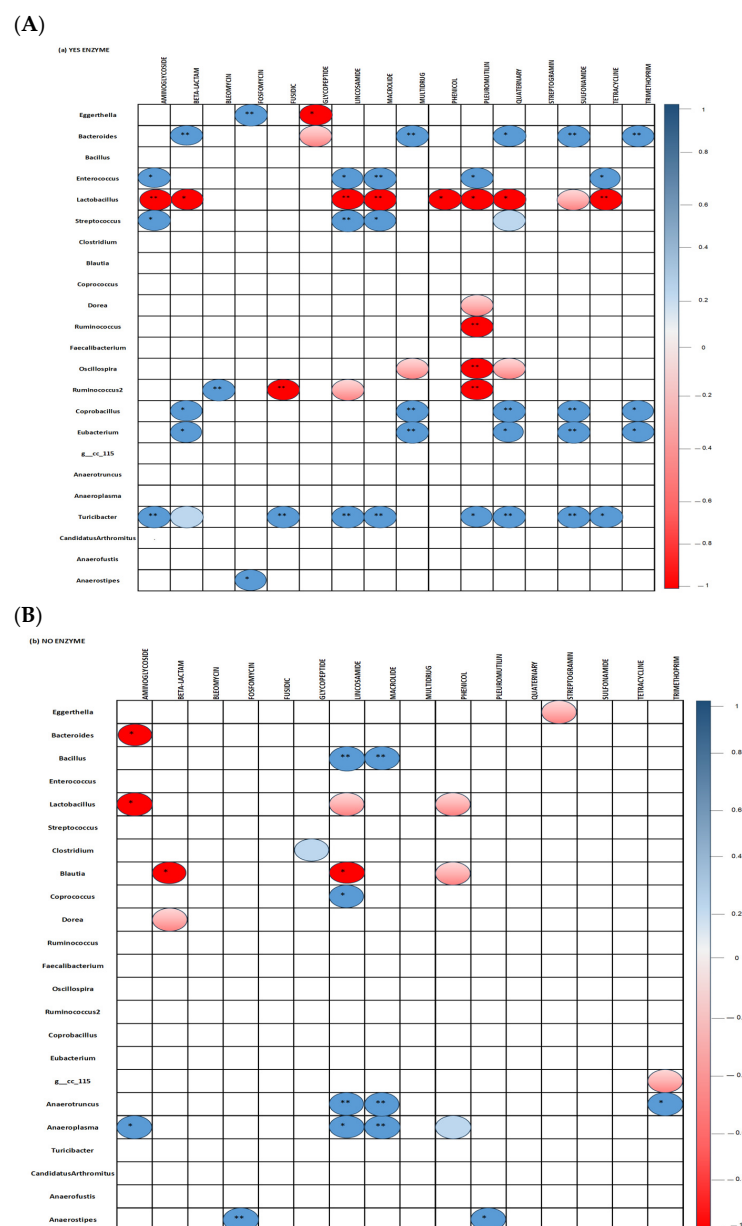 (A)
(a) YES ENZYME
AMINOGLYCOSIDE BETA-LACTAM BLEOMYCIN FOSFOMYCIN FUSIDIC GLYCOPEPTIDE LINCOSAMIDE MACROLIDE MULTIDRUG PHENICOL PLEUROMUTILIN QUATERNARY STREPTOGRAMIN SULFONAMIDE TETRACYCLINE TRIMETHOPRIM
Eggerthella ** * 1
Bacteroides ** * * ** ** 0.8
Bacillus
Enterococcus * * ** * * 0.6
Lactobacillus ** * ** ** * * * **
Streptococcus * ** * 0.4
Clostridium
Blautia
Coprococcus 0.2
Dorea
Ruminococcus ** 0
Faecalibacterium
Oscillospira ** 0.2
Ruminococcus2 ** ** **
Coprobacillus * ** ** ** * 0.4
Eubacterium * ** * ** *
g__cc_115
Anaerotruncus 0.6
Anaeroplasma
Turicibacter ** ** ** ** * ** ** *
CandidatusArthromitus 0.8
Anaerofustis
Anaerostipes * 1
(B)
(b) NO ENZYME
AMINOGLYCOSIDE BETA-LACTAM BLEOMYCIN FOSFOMYCIN FUSIDIC GLYCOPEPTIDE LINCOSAMIDE MACROLIDE MULTIDRUG PHENICOL PLEUROMUTILIN QUATERNARY STREPTOGRAMIN SULFONAMIDE TETRACYCLINE TRIMETHOPRIM
Eggerthella 1
Bacteroides *
Bacillus ** ** 0.8
Enterococcus
Lactobacillus * 0.6
Streptococcus
Clostridium 0.4
Blautia * *
Coprococcus *
Dorea 0.2
Ruminococcus
Faecalibacterium 0
Oscillospira
Ruminococcus2
Coprobacillus
Eubacterium
g__cc_115
Anaerotruncus ** ** *
Anaeroplasma * * **
Turicibacter
CandidatusArthromitus
Anaerofustis
Anaerostipes ** *